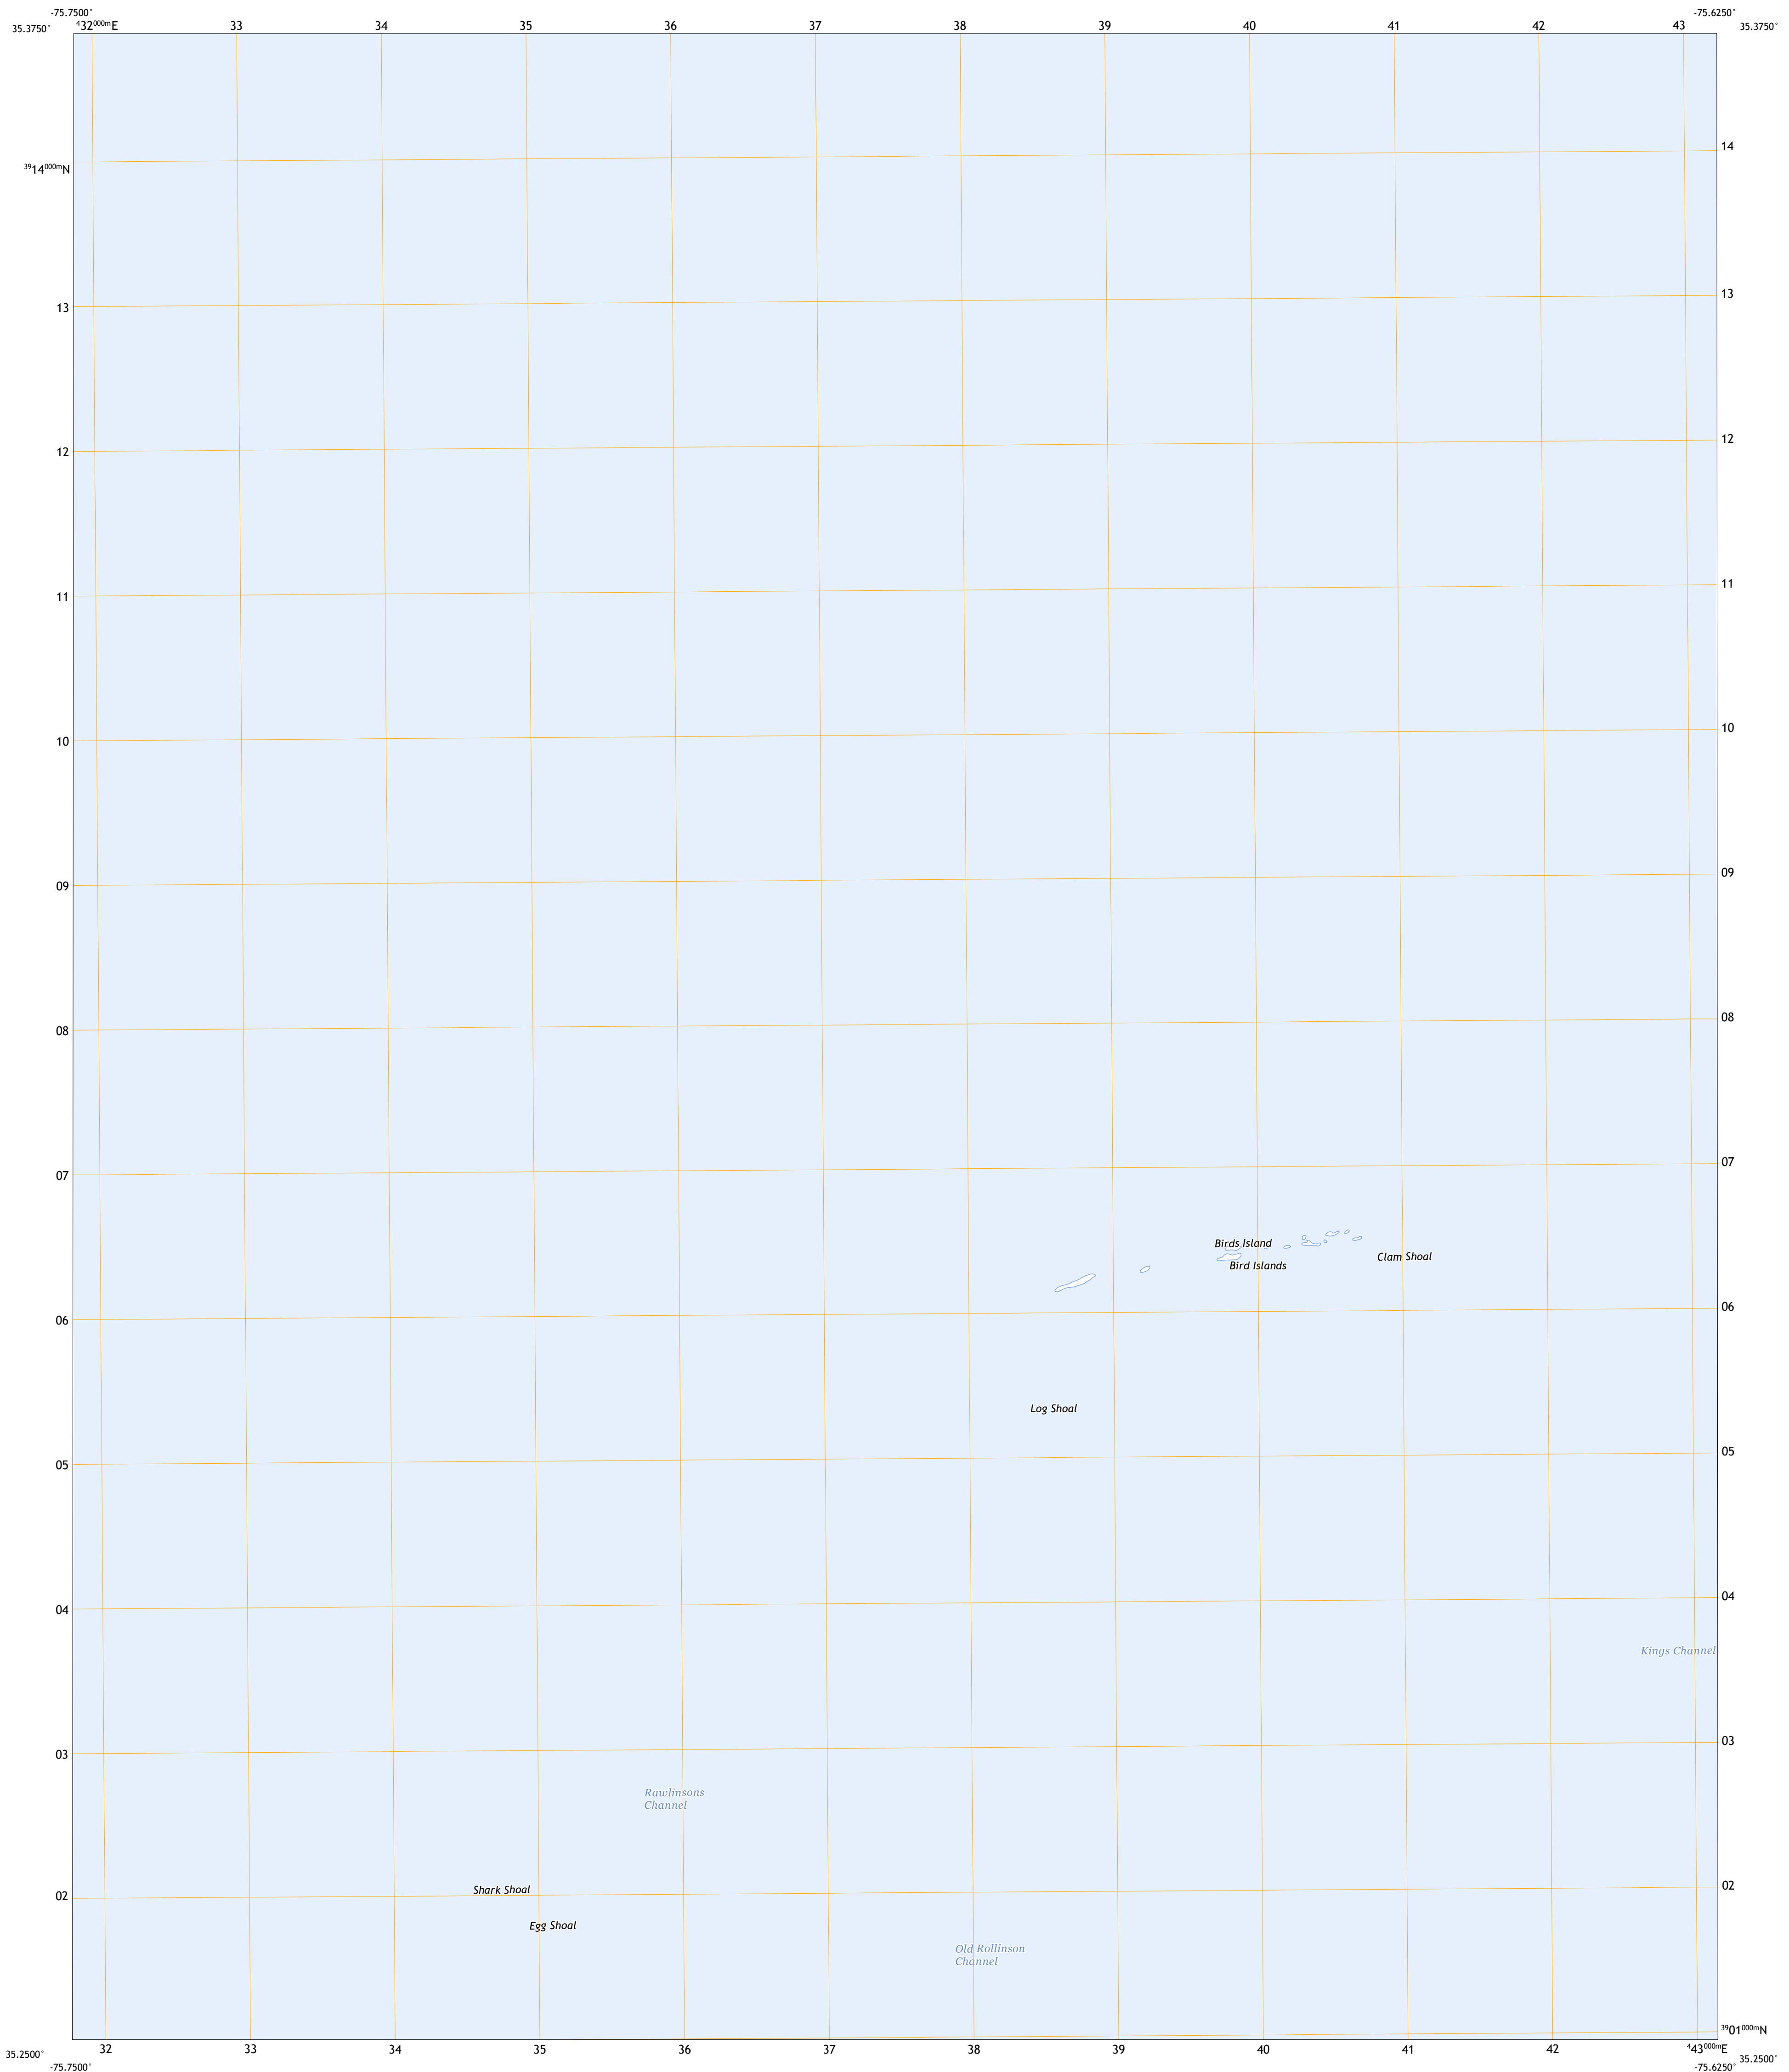 -75.7500° -75.6250°
35.3750° 432000mE 33 34 35 36 37 38 39 40 41 42 43 35.3750°
3914000mN 14
13 13
12 12
11 11
10 10
09 09
08 08
07 07
Birds Island
Clam Shoal
Bird Islands
06 06
Log Shoal
05 05
04 04
Kings Channel
03 03
Rawlinsons
Channel
Shark Shoal
02 02
Egg Shoal
Old Rollinson
Channel
3901000mN
32 33 34 35 36 37 38 39 40 41 42 443000mE
35.2500° 35.2500°
-75.7500° -75.6250°